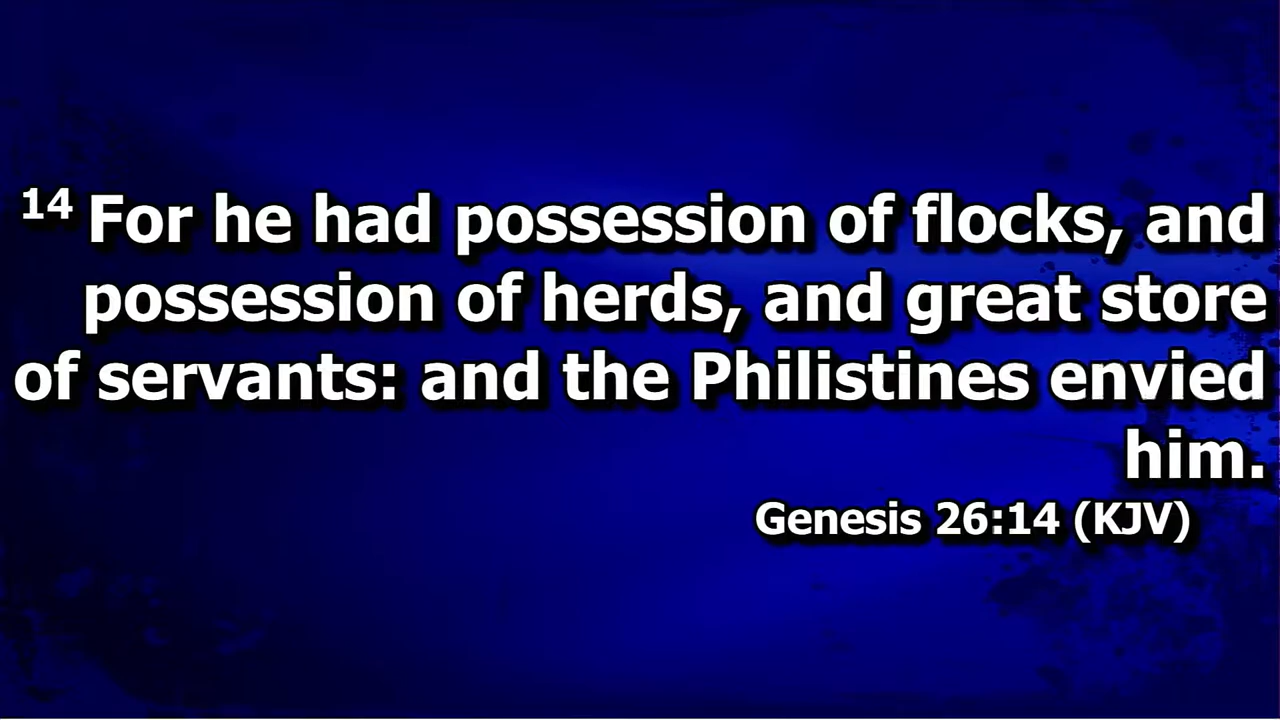 14 For he had possession of flocks, and
possession of herds, and great store
of servants: and the Philistines envied
him.
Genesis 26:14 (KJV)